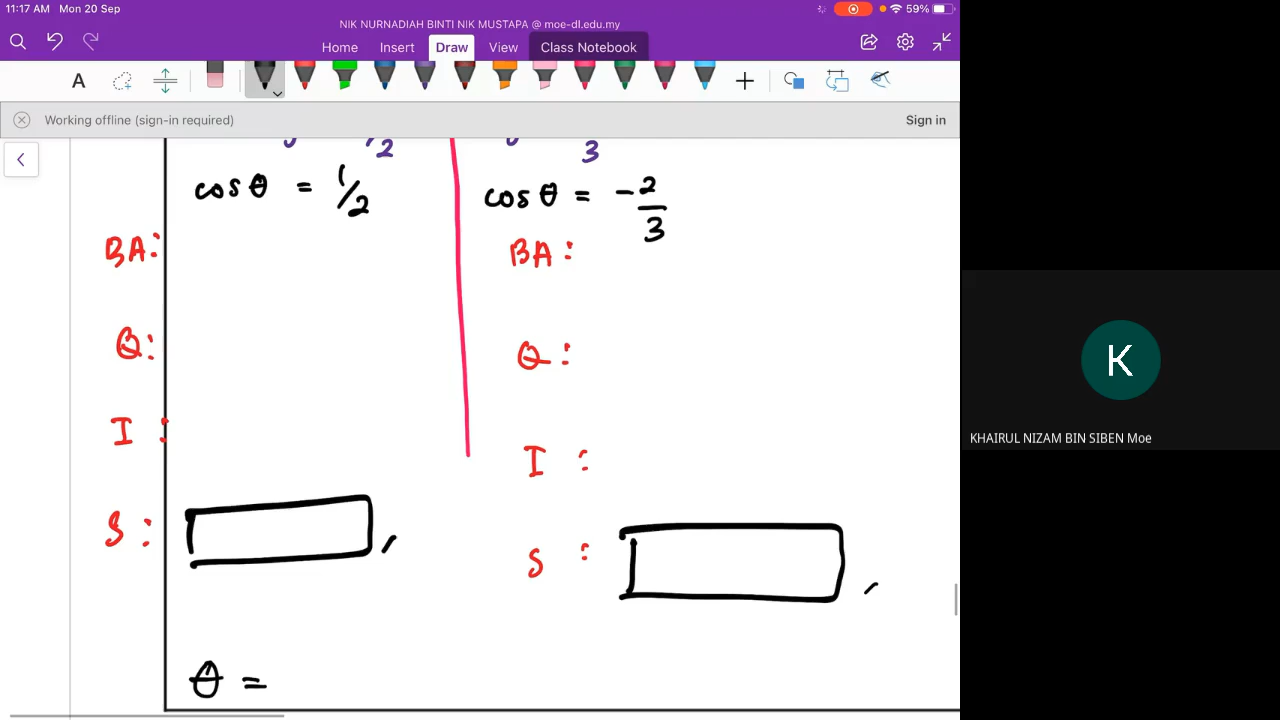 11:17 AM Mon 20 Sep
59%
NIK NURNADIAH BINTI NIK MUSTAPA @ moe-dl.edu.my
Home Insert Draw View Class Notebook
A
Working offline (sign-in required) Sign in
2 3
cos θ = 1/2
cos θ = -2/3
BA:
BA:
Q:
Q:
I:
I:
S: ,
S: ,
θ =
K
KHAIRUL NIZAM BIN SIBEN Moe